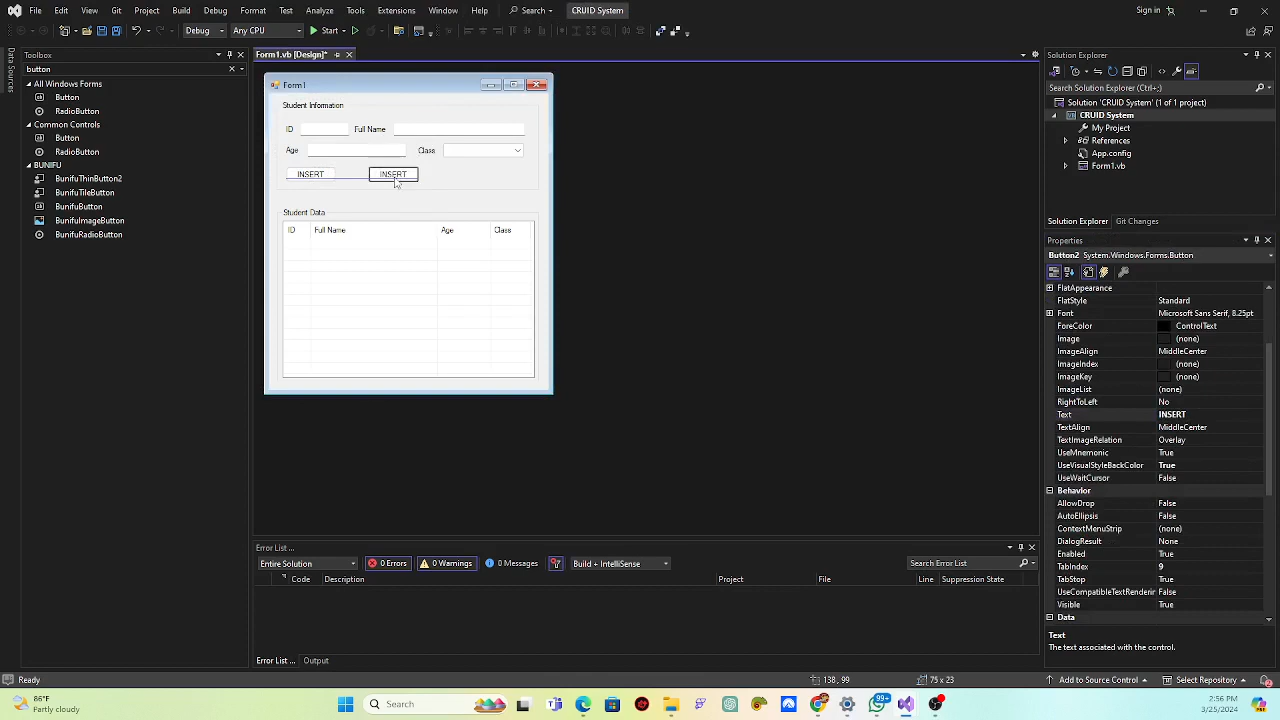 File Edit View Git Project Build Debug Format Test Analyze Tools Extensions Window Help Search CRUID System Sign in
Debug Any CPU Start
Data Sources
Toolbox
button
All Windows Forms
Button
RadioButton
Common Controls
Button
RadioButton
BUNIFU
BunifuThinButton2
BunifuTileButton
BunifuButton
BunifuImageButton
BunifuRadioButton
Form1.vb [Design]*
Form1
Student Information
ID Full Name
Age Class
INSERT INSERT
Student Data
ID Full Name Age Class
Error List ...
Entire Solution 0 Errors 0 Warnings 0 Messages Build + IntelliSense Search Error List
Code Description Project File Line Suppression State
Error List ... Output
Solution Explorer
Search Solution Explorer (Ctrl+;)
Solution 'CRUID System' (1 of 1 project)
CRUID System
My Project
References
App.config
Form1.vb
Solution Explorer Git Changes
Properties
Button2 System.Windows.Forms.Button
FlatAppearance
FlatStyle Standard
Font Microsoft Sans Serif, 8.25pt
ForeColor ControlText
Image (none)
ImageAlign MiddleCenter
ImageIndex (none)
ImageKey (none)
ImageList (none)
RightToLeft No
Text INSERT
TextAlign MiddleCenter
TextImageRelation Overlay
UseMnemonic True
UseVisualStyleBackColor True
UseWaitCursor False
Behavior
AllowDrop False
AutoEllipsis False
ContextMenuStrip (none)
DialogResult None
Enabled True
TabIndex 9
TabStop True
UseCompatibleTextRenderin False
Visible True
Data
Text
The text associated with the control.
Ready 138, 99 75 x 23 Add to Source Control Select Repository 2
86°F
Partly cloudy
Search
99+
2:56 PM
3/25/2024